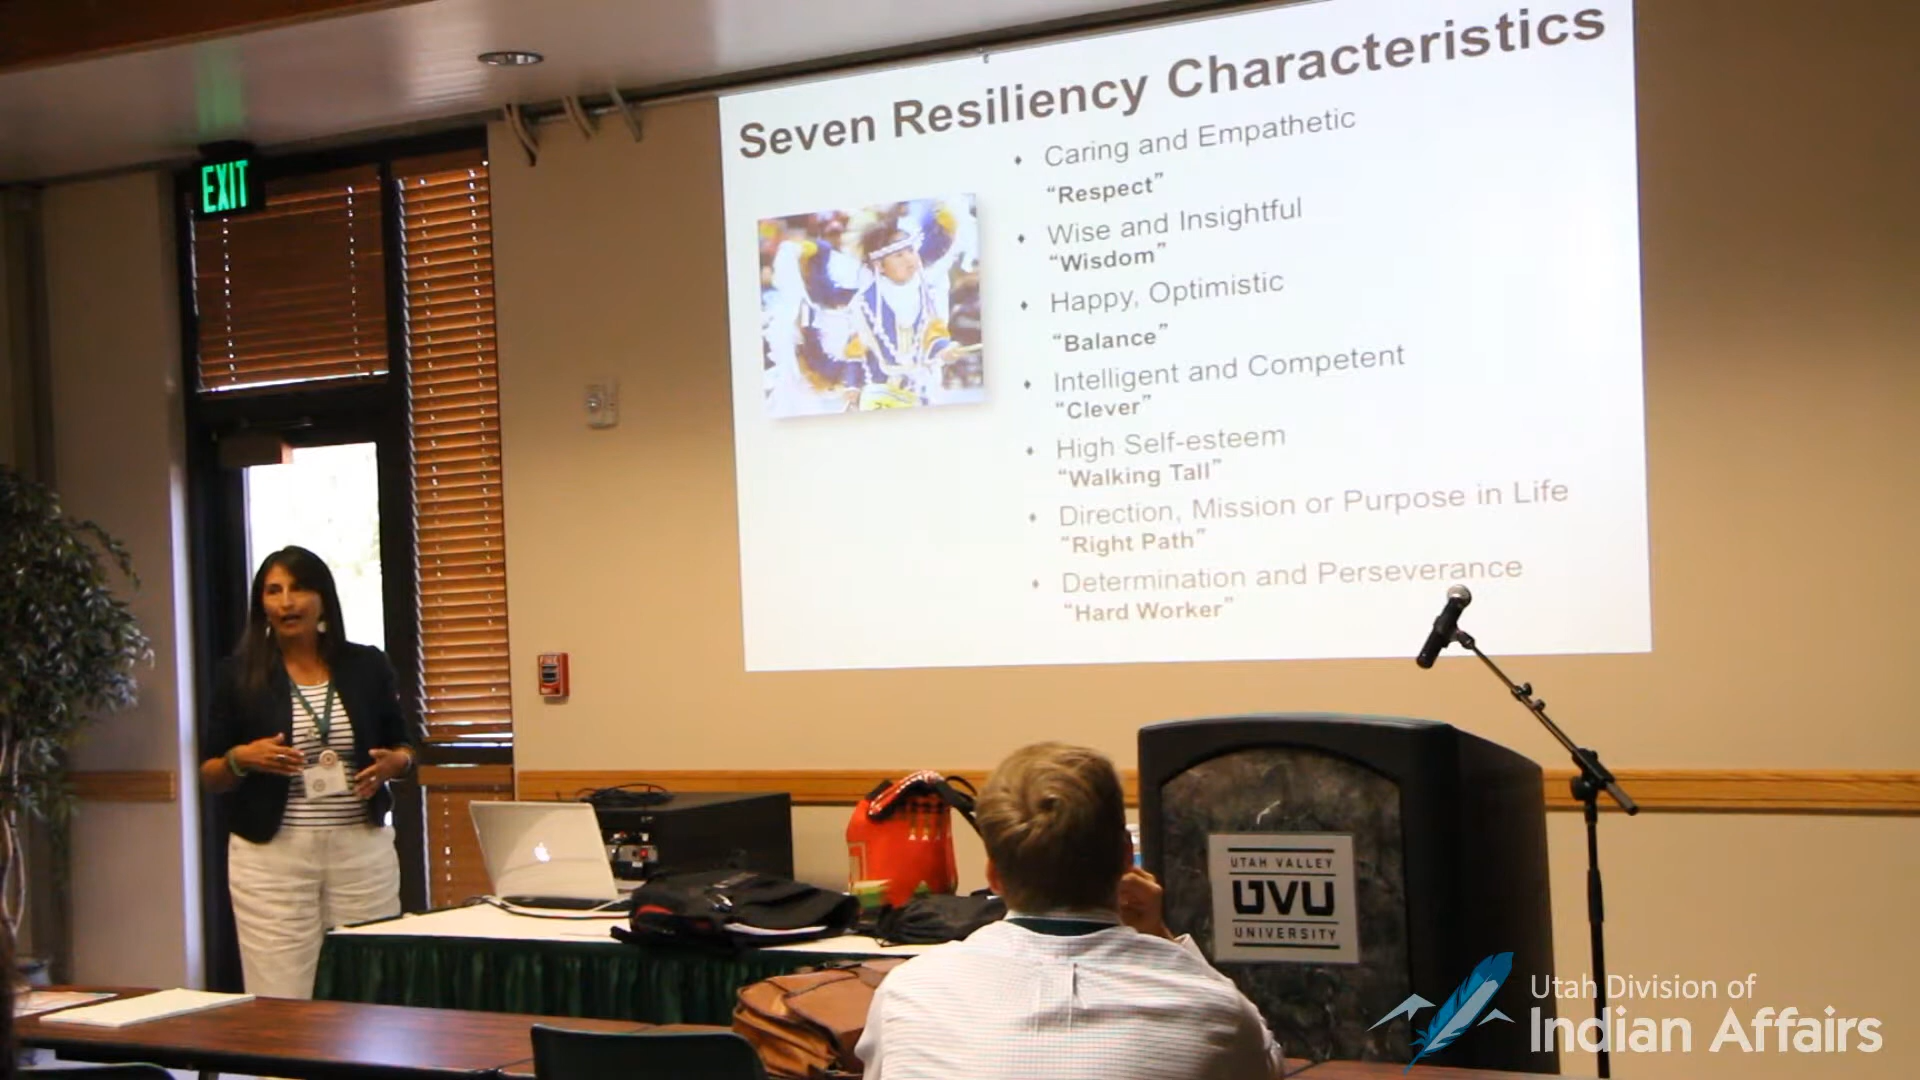 EXIT
Seven Resiliency Characteristics
• Caring and Empathetic
“Respect”
• Wise and Insightful
“Wisdom”
• Happy, Optimistic
“Balance”
• Intelligent and Competent
“Clever”
• High Self-esteem
“Walking Tall”
• Direction, Mission or Purpose in Life
“Right Path”
• Determination and Perseverance
“Hard Worker”
FIRE
UTAH VALLEY
UVU
UNIVERSITY
Utah Division of
Indian Affairs